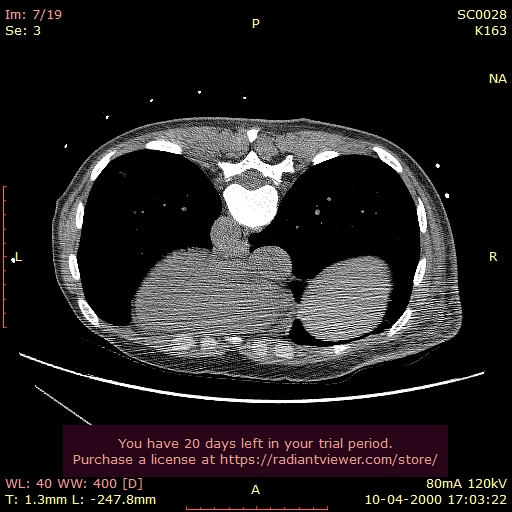 Im: 7/19
Se: 3
P
SC0028
K163
NA
L
R
You have 20 days left in your trial period.
Purchase a license at https://radiantviewer.com/store/
WL: 40 WW: 400 [D]
T: 1.3mm L: -247.8mm
A
80mA 120kV
10-04-2000 17:03:22